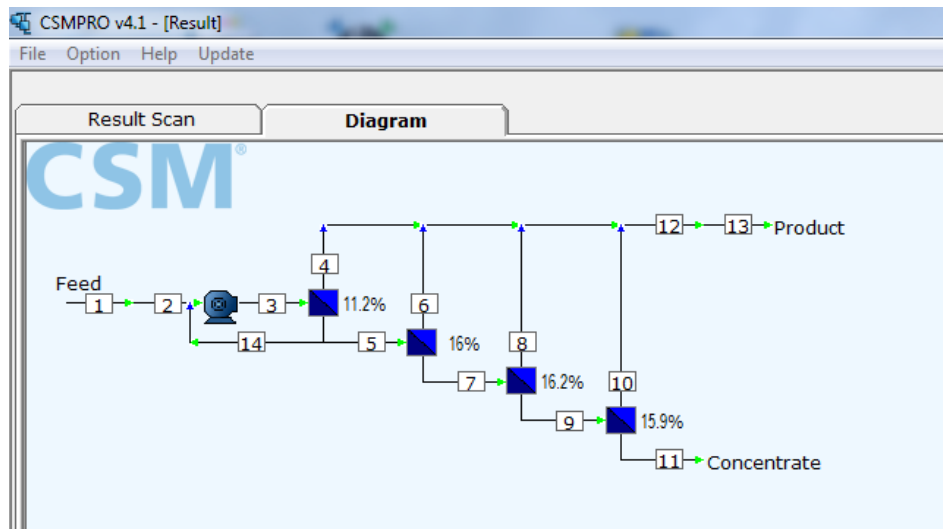 CSMPRO v4.1 - [Result]
File Option Help Update
Result Scan Diagram
CSM®
12 13 Product
4
Feed
1 2 3 11.2% 6
14 5 16% 8
7 16.2% 10
9 15.9%
11 Concentrate